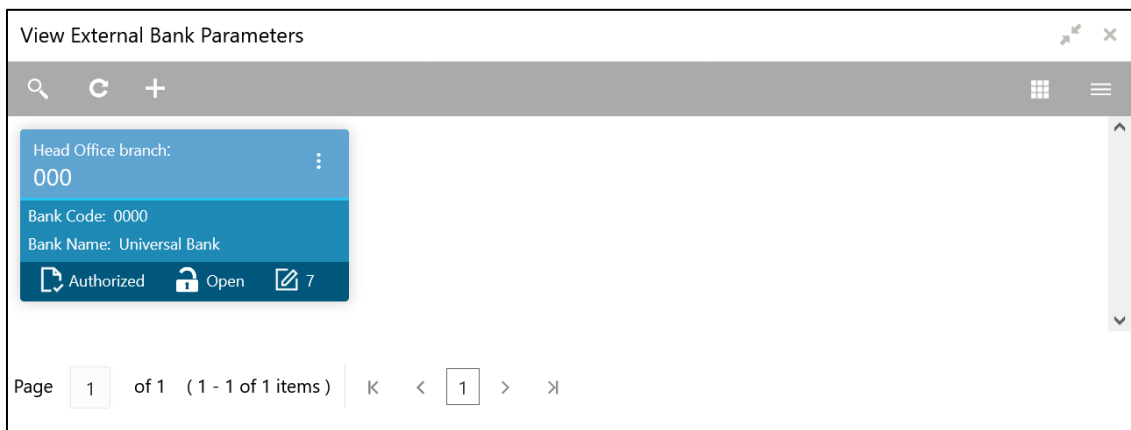 View External Bank Parameters
Head Office branch:
000
Bank Code: 0000
Bank Name: Universal Bank
Authorized Open 7
Page 1 of 1 ( 1 - 1 of 1 items ) 1